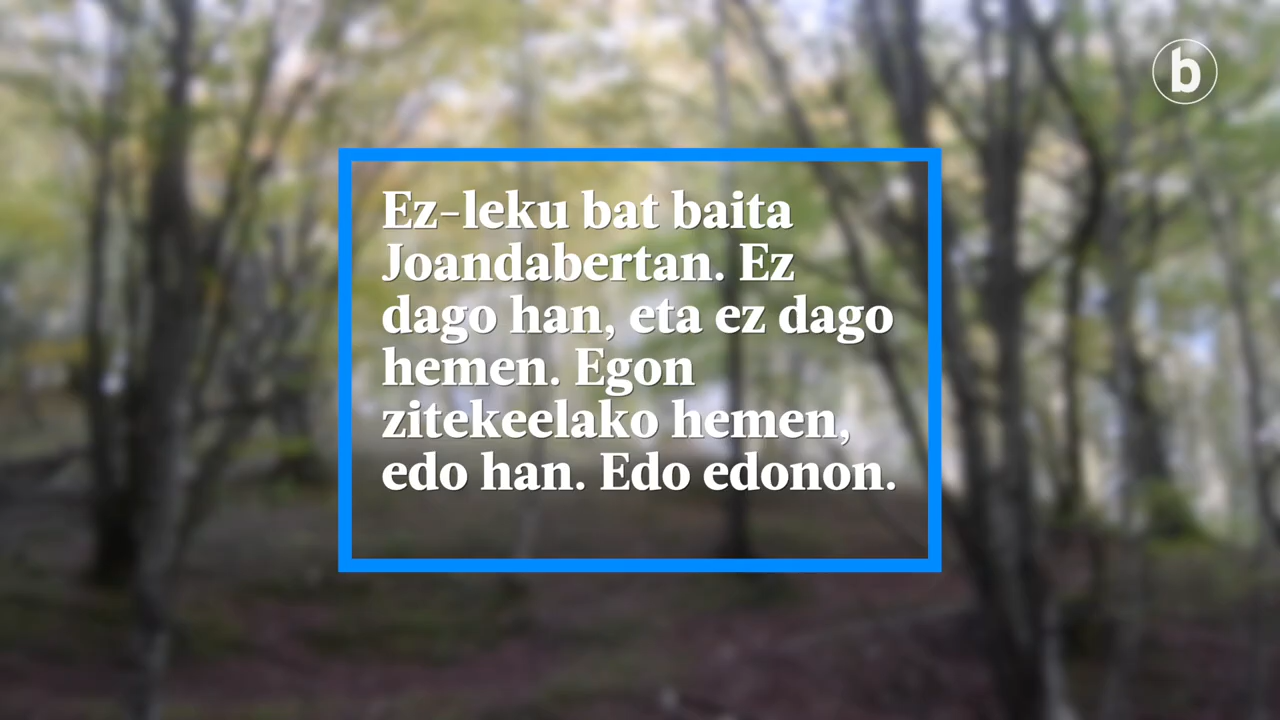 b
Ez-leku bat baita
Joandabertan. Ez
dago han, eta ez dago
hemen. Egon
zitekeelako hemen,
edo han. Edo edonon.